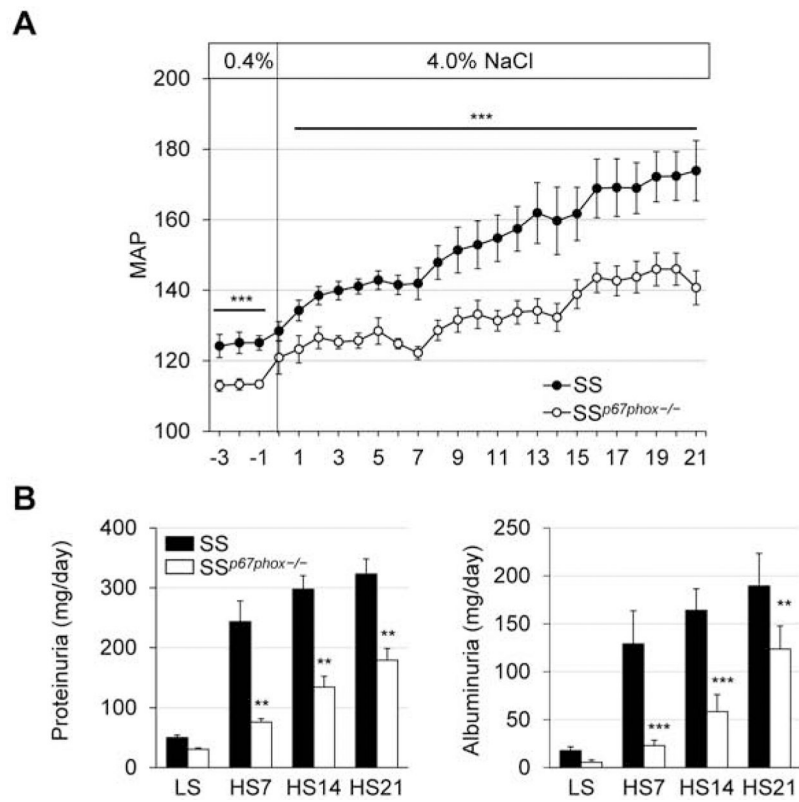 A
0.4% 4.0% NaCl
200
180
160
140
120
100
MAP
***
***
SS
SSp67phox−/−
-3 -1 1 3 5 7 9 11 13 15 17 19 21
B
400
300
200
100
0
Proteinuria (mg/day)
SS
SSp67phox−/−
**
**
**
LS HS7 HS14 HS21
250
200
150
100
50
0
Albuminuria (mg/day)
***
***
**
LS HS7 HS14 HS21